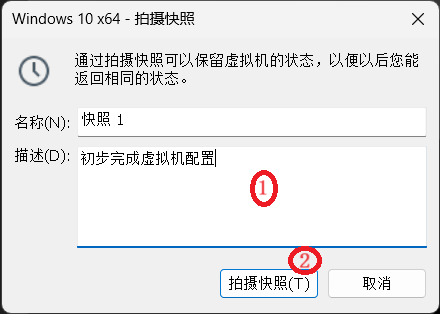 Windows 10 x64 - 拍摄快照
通过拍摄快照可以保留虚拟机的状态，以便以后您能
返回相同的状态。
名称(N): 快照 1
描述(D): 初步完成虚拟机配置
1
2
拍摄快照(T) 取消